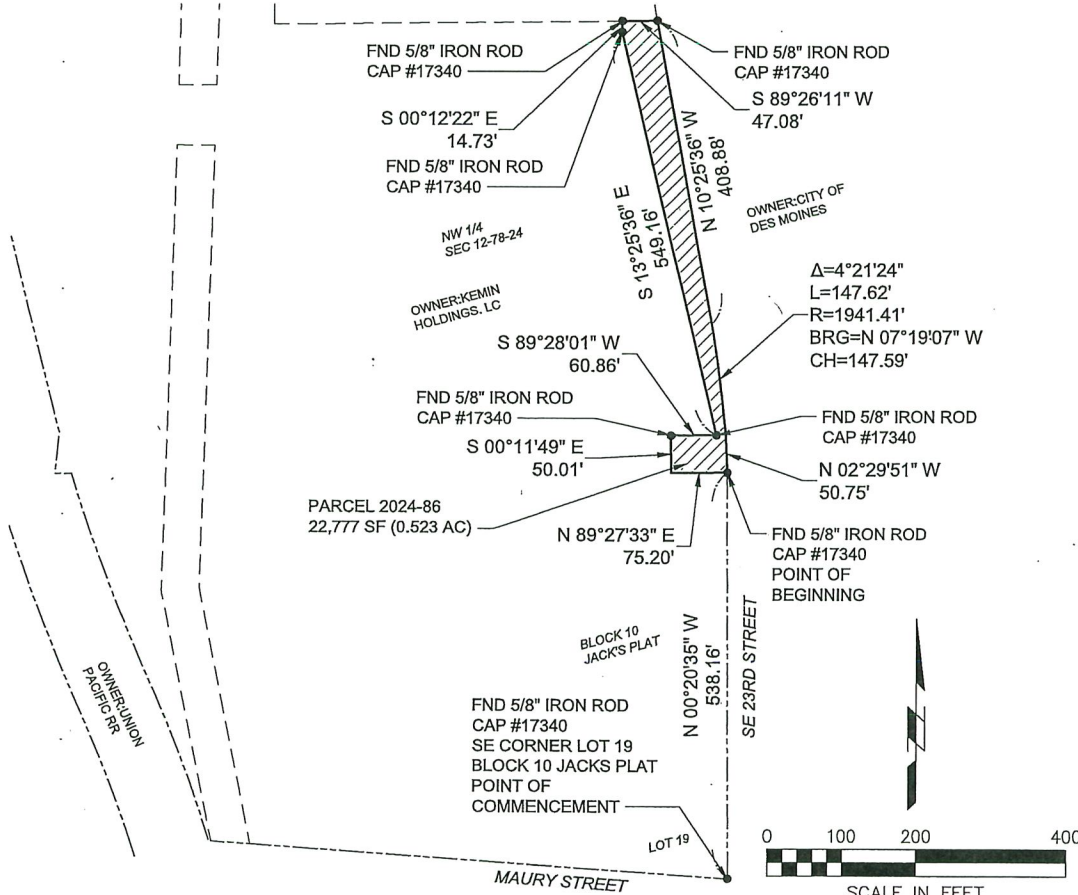 FND 5/8" IRON ROD
CAP #17340
FND 5/8" IRON ROD
CAP #17340
S 89°26'11" W
47.08'
S 00°12'22" E
14.73'
FND 5/8" IRON ROD
CAP #17340
N 10°25'36" W
408.88'
S 13°25'36" E
549.16'
OWNER:CITY OF
DES MOINES
NW 1/4
SEC 12-78-24
OWNER:KEMIN
HOLDINGS, LC
Δ=4°21'24"
L=147.62'
R=1941.41'
BRG=N 07°19'07" W
CH=147.59'
S 89°28'01" W
60.86'
FND 5/8" IRON ROD
CAP #17340
FND 5/8" IRON ROD
CAP #17340
S 00°11'49" E
50.01'
N 02°29'51" W
50.75'
PARCEL 2024-86
22,777 SF (0.523 AC)
N 89°27'33" E
75.20'
FND 5/8" IRON ROD
CAP #17340
POINT OF
BEGINNING
BLOCK 10
JACK'S PLAT
N 00°20'35" W
538.16'
SE 23RD STREET
OWNER:UNION
PACIFIC RR
FND 5/8" IRON ROD
CAP #17340
SE CORNER LOT 19
BLOCK 10 JACKS PLAT
POINT OF
COMMENCEMENT
LOT 19
MAURY STREET
N
0 100 200 400
SCALE IN FEET